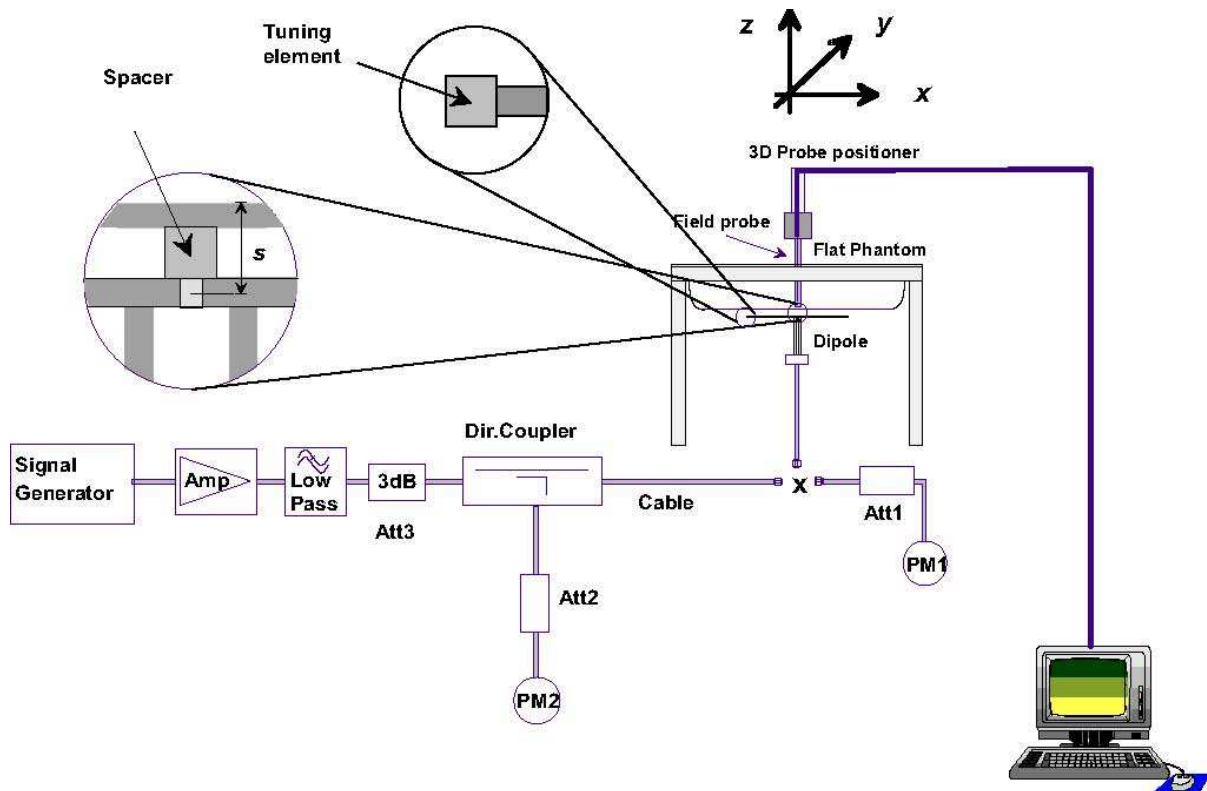 Tuning
element
Spacer
s
z
y
x
3D Probe positioner
Field probe
Flat Phantom
Dipole
Dir.Coupler
Signal
Generator
Amp
Low
Pass
3dB
Att3
Cable
x
Att1
PM1
Att2
PM2